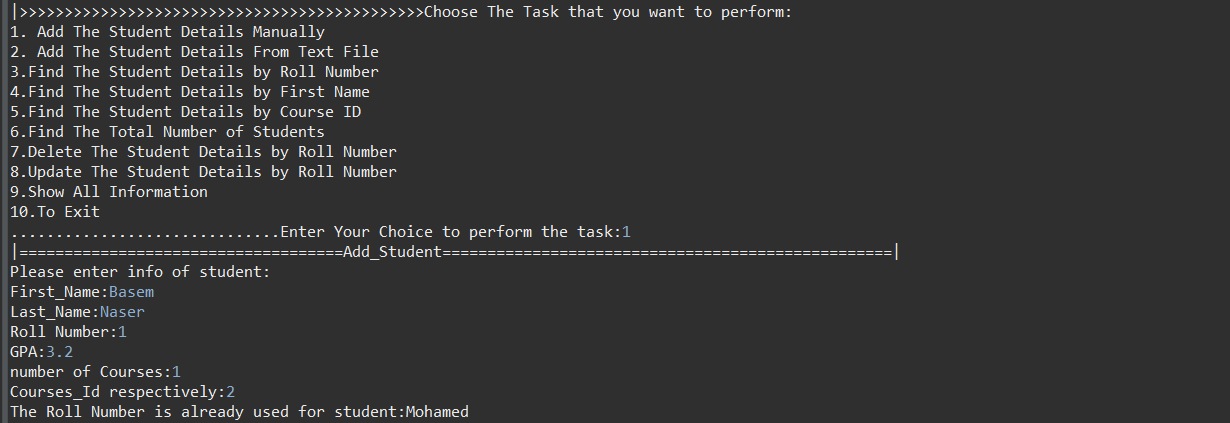 |>>>>>>>>>>>>>>>>>>>>>>>>>>>>>>>>>>>>>>>>>>>>>Choose The Task that you want to perform:
1. Add The Student Details Manually
2. Add The Student Details From Text File
3.Find The Student Details by Roll Number
4.Find The Student Details by First Name
5.Find The Student Details by Course ID
6.Find The Total Number of Students
7.Delete The Student Details by Roll Number
8.Update The Student Details by Roll Number
9.Show All Information
10.To Exit
..............................Enter Your Choice to perform the task:1
|====================================Add_Student==================================================|
Please enter info of student:
First_Name:Basem
Last_Name:Naser
Roll Number:1
GPA:3.2
number of Courses:1
Courses_Id respectively:2
The Roll Number is already used for student:Mohamed